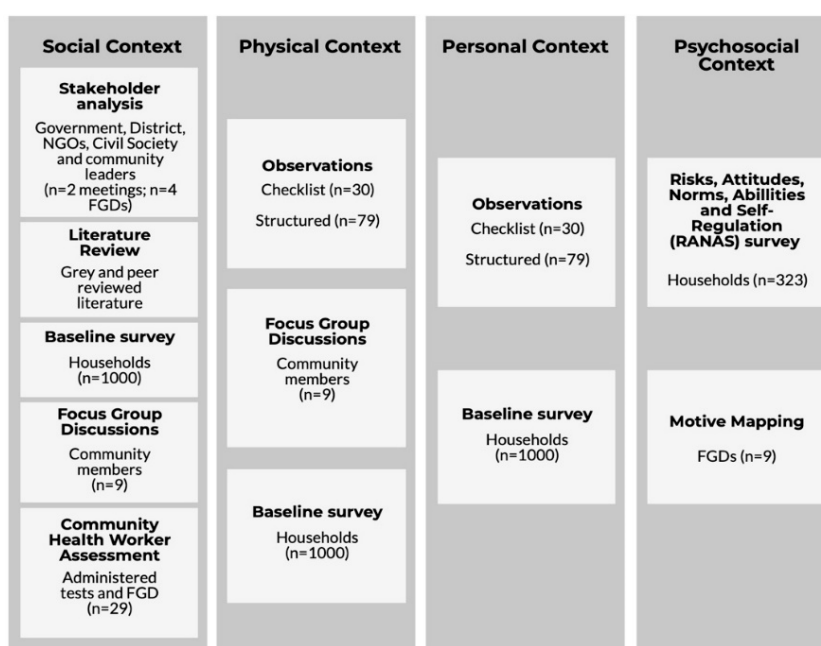 Social Context
Stakeholder
analysis
Government, District,
NGOs, Civil Society
and community
leaders
(n=2 meetings; n=4
FGDs)
Literature
Review
Grey and peer
reviewed
literature
Baseline survey
Households
(n=1000)
Focus Group
Discussions
Community
members
(n=9)
Community
Health Worker
Assessment
Administered
tests and FGD
(n=29)
Physical Context
Observations
Checklist (n=30)
Structured (n=79)
Focus Group
Discussions
Community
members
(n=9)
Baseline survey
Households
(n=1000)
Personal Context
Observations
Checklist (n=30)
Structured (n=79)
Baseline survey
Households
(n=1000)
Psychosocial
Context
Risks, Attitudes,
Norms, Abillities
and Self-
Regulation
(RANAS) survey
Households (n=323)
Motive Mapping
FGDs (n=9)